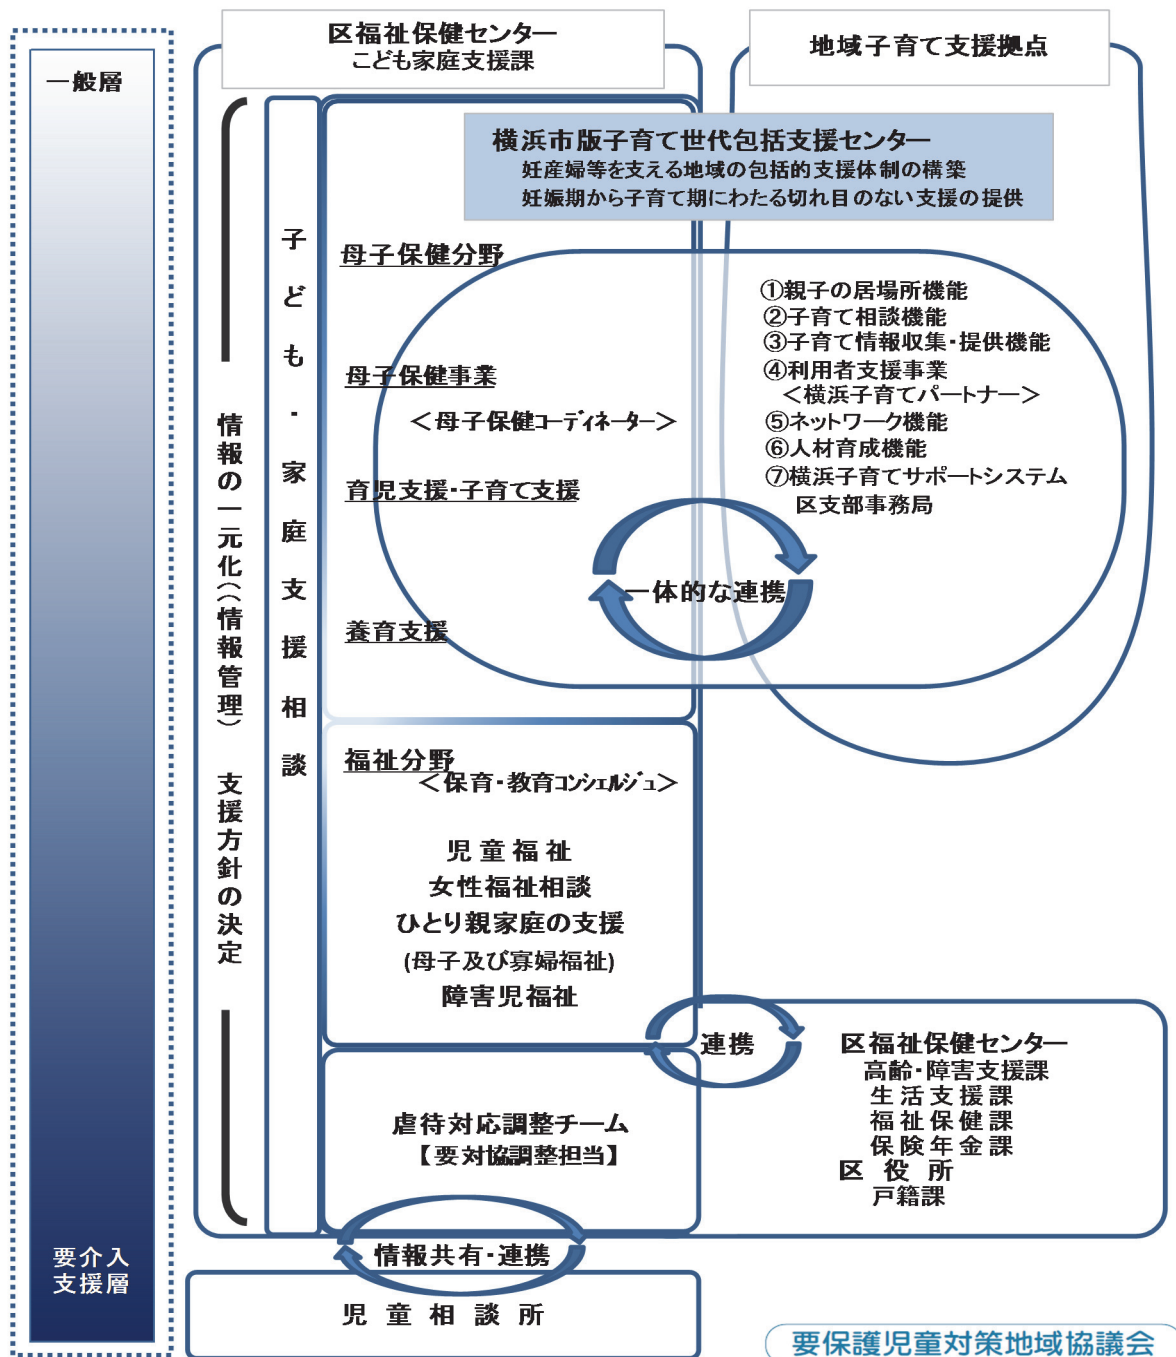 区福祉保健センター
こども家庭支援課
地域子育て支援拠点
一般層
横浜市版子育て世代包括支援センター
妊産婦等を支える地域の包括的支援体制の構築
妊娠期から子育て期にわたる切れ目のない支援の提供
情報の一元化(（情報管理） 支援方針の決定
子ども・家庭支援相談
母子保健分野
母子保健事業
＜母子保健ｺｰﾃﾞｨﾈｰﾀｰ＞
育児支援・子育て支援
養育支援
①親子の居場所機能
②子育て相談機能
③子育て情報収集・提供機能
④利用者支援事業
＜横浜子育てパートナー＞
⑤ネットワーク機能
⑥人材育成機能
⑦横浜子育てサポートシステム
区支部事務局
一体的な連携
福祉分野
＜保育・教育ｺﾝｼｪﾙｼﾞｭ＞
児童福祉
女性福祉相談
ひとり親家庭の支援
(母子及び寡婦福祉)
障害児福祉
連携
区福祉保健センター
高齢・障害支援課
生活支援課
福祉保健課
保険年金課
区役所
戸籍課
虐待対応調整チーム
【要対協調整担当】
要介入
支援層
情報共有・連携
児童相談所
要保護児童対策地域協議会